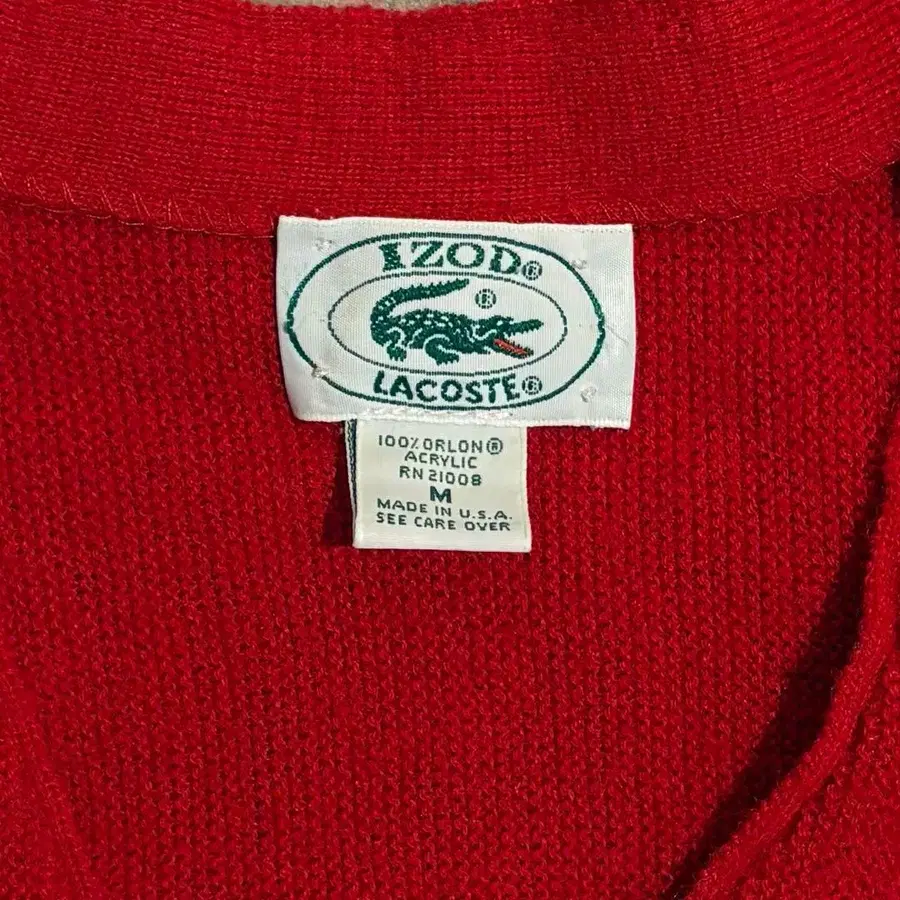 IZOD®
®
LACOSTE®
100% ORLON®
ACRYLIC
RN 21008
M
MADE IN U.S.A.
SEE CARE OVER